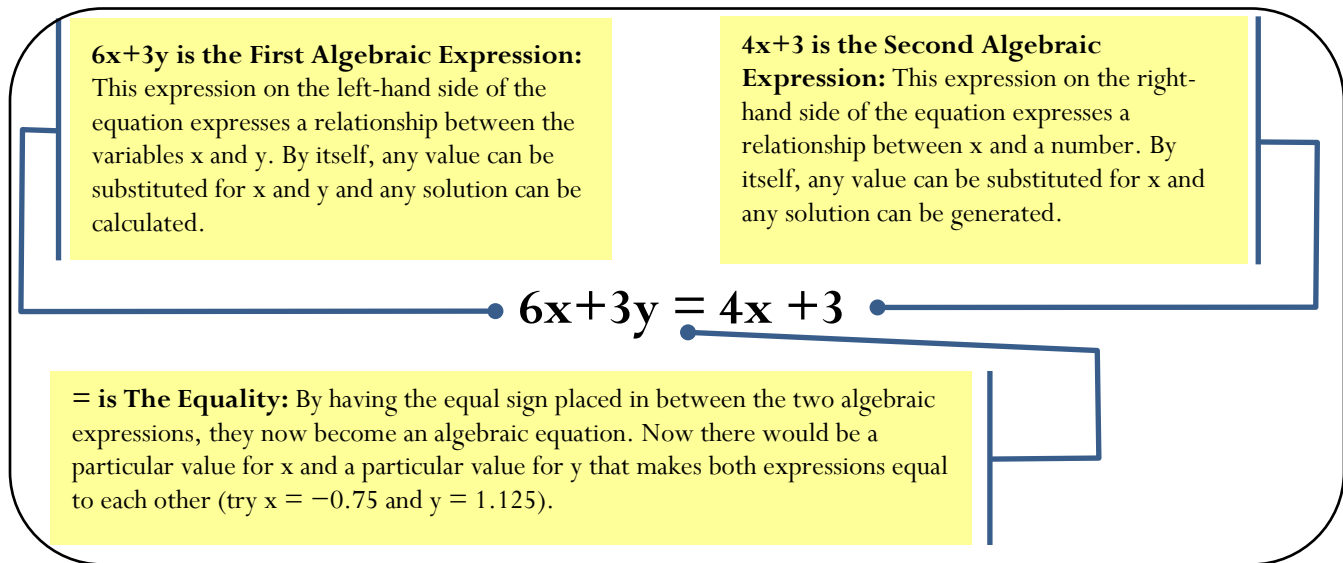 6x+3y is the First Algebraic Expression:
This expression on the left-hand side of the
equation expresses a relationship between the
variables x and y. By itself, any value can be
substituted for x and y and any solution can be
calculated.
4x+3 is the Second Algebraic
Expression: This expression on the right-
hand side of the equation expresses a
relationship between x and a number. By
itself, any value can be substituted for x and
any solution can be generated.
6x+3y = 4x +3
= is The Equality: By having the equal sign placed in between the two algebraic
expressions, they now become an algebraic equation. Now there would be a
particular value for x and a particular value for y that makes both expressions equal
to each other (try x = −0.75 and y = 1.125).